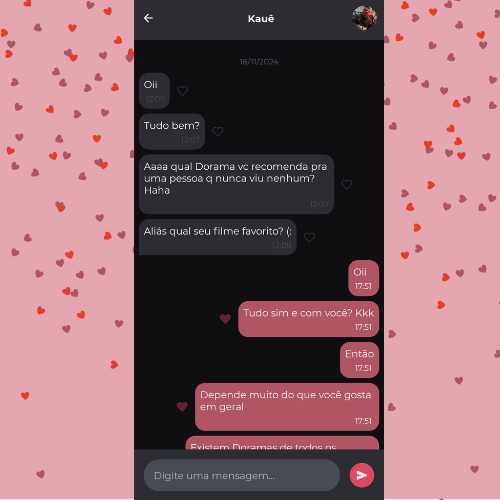 Kauê
16/11/2024
Oii
12:07
Tudo bem?
12:07
Aaaa qual Dorama vc recomenda pra
uma pessoa q nunca viu nenhum?
Haha
12:07
Aliás qual seu filme favorito? (:
12:08
Oii
17:51
Tudo sim e com você? Kkk
17:51
Então
17:51
Depende muito do que você gosta
em geral
17:51
Existem Doramas de todos os
Digite uma mensagem...